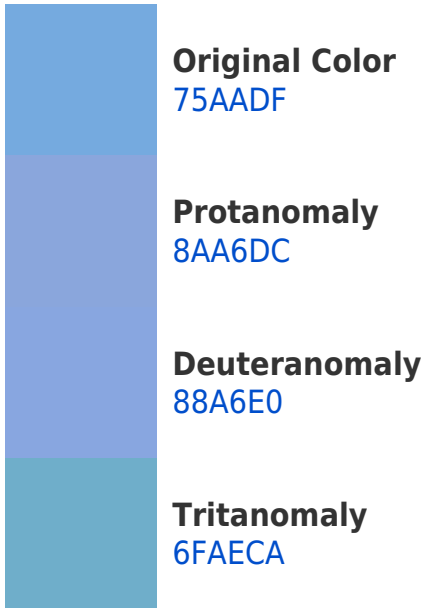 Original Color
75AADF
Protanomaly
8AA6DC
Deuteranomaly
88A6E0
Tritanomaly
6FAECA